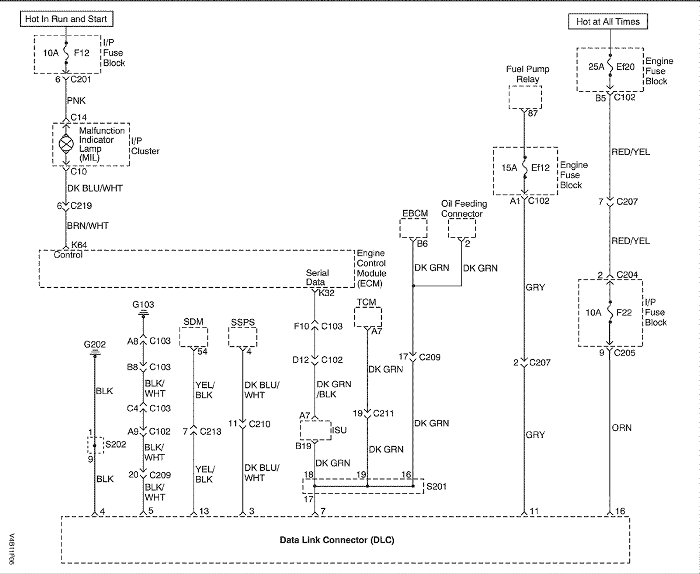 Hot In Run and Start
Hot at All Times
10A F12
I/P
Fuse
Block
6 C201
PNK
C14
Malfunction
Indicator
Lamp
(MIL)
I/P
Cluster
C10
DK BLU/WHT
6 C219
BRN/WHT
K64
Control
Engine
Control
Module
(ECM)
Serial
Data
K32
Fuel Pump
Relay
87
15A Ef12
Engine
Fuse
Block
A1 C102
GRY
2 C207
GRY
25A Ef20
Engine
Fuse
Block
B5 C102
RED/YEL
7 C207
RED/YEL
2 C204
10A F22
I/P
Fuse
Block
9 C205
ORN
EBCM
B6
Oil Feeding
Connector
2
DK GRN
DK GRN
17 C209
DK GRN
TCM
A7
DK GRN
19 C211
DK GRN
F10 C103
D12 C102
DK GRN
/BLK
A7
ISU
B19
DK GRN
18 19 16
S201
17
SSPS
4
DK BLU/
WHT
11 C210
DK BLU/
WHT
SDM
54
YEL/
BLK
7 C213
YEL/
BLK
G103
A8 C103
B8 C103
BLK/
WHT
C4 C103
A9 C102
BLK/
WHT
20 C209
BLK/
WHT
G202
BLK
1
S202
9
BLK
4 5 13 3 7 11 16
Data Link Connector (DLC)
V4B11F06